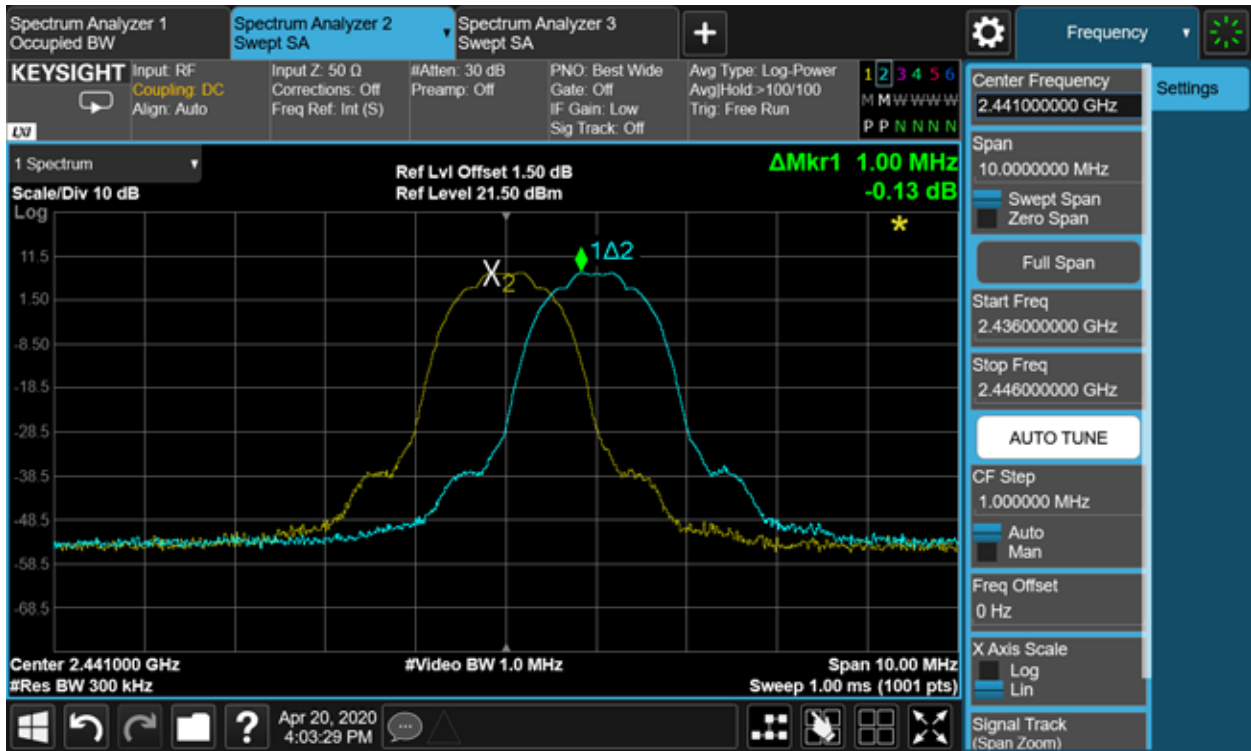 Spectrum Analyzer 1
Occupied BW
Spectrum Analyzer 2
Swept SA
Spectrum Analyzer 3
Swept SA
+
Frequency
KEYSIGHT
LXI
Input: RF
Coupling: DC
Align: Auto
Input Z: 50 Ω
Corrections: Off
Freq Ref: Int (S)
#Atten: 30 dB
Preamp: Off
PNO: Best Wide
Gate: Off
IF Gain: Low
Sig Track: Off
Avg Type: Log-Power
Avg|Hold:>100/100
Trig: Free Run
1 2 3 4 5 6
M M W W W W
P P N N N N
1 Spectrum
Scale/Div 10 dB
Ref Lvl Offset 1.50 dB
Ref Level 21.50 dBm
ΔMkr1 1.00 MHz
-0.13 dB
Log
*
11.5
1.50
-8.50
-18.5
-28.5
-38.5
-48.5
-58.5
-68.5
X2
1Δ2
Center 2.441000 GHz
#Res BW 300 kHz
#Video BW 1.0 MHz
Span 10.00 MHz
Sweep 1.00 ms (1001 pts)
Center Frequency
2.441000000 GHz
Settings
Span
10.0000000 MHz
Swept Span
Zero Span
Full Span
Start Freq
2.436000000 GHz
Stop Freq
2.446000000 GHz
AUTO TUNE
CF Step
1.000000 MHz
Auto
Man
Freq Offset
0 Hz
X Axis Scale
Log
Lin
Signal Track
(Span Zoom)
?
Apr 20, 2020
4:03:29 PM